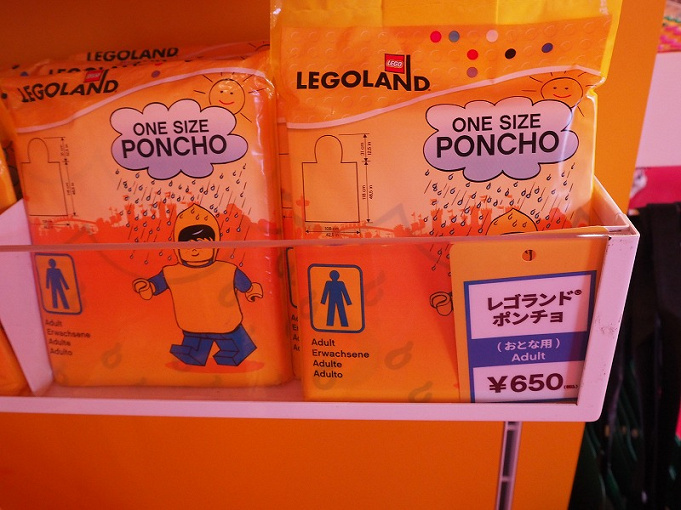 LEGOLAND
LEGOLAND
ONE SIZE
PONCHO
Adult
Erwachsene
Adulte
Adulto
LEGO
LEGOLAND
ONE SIZE
PONCHO
Adult
Erwachsene
Adulte
Adulto
レゴランド®
ポンチョ
(おとな用)
Adult
¥650